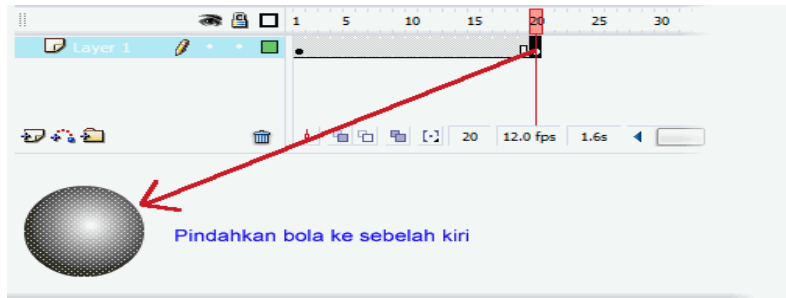 1 5 10 15 20 25 30
Layer 1
20 12.0 fps 1.6s
Pindahkan bola ke sebelah kiri